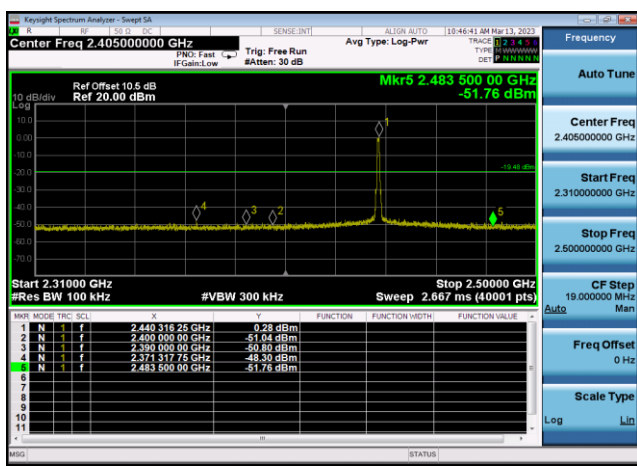 Keysight Spectrum Analyzer - Swept SA
R RF 50 Ω DC SENSE:INT ALIGN AUTO 10:46:41 AM Mar 13, 2023
Center Freq 2.405000000 GHz
PNO: Fast
IFGain:Low
Trig: Free Run
#Atten: 30 dB
Avg Type: Log-Pwr
TRACE 1 2 3 4 5 6
TYPE M W W W W W
DET P N N N N N
Ref Offset 10.5 dB
Ref 20.00 dBm
10 dB/div
Log
Mkr5 2.483 500 00 GHz
-51.76 dBm
10.0
0.00
-10.0
-20.0
-30.0
-40.0
-50.0
-60.0
-70.0
1
-19.40 dBm
4
3
2
5
Start 2.31000 GHz
Stop 2.50000 GHz
#Res BW 100 kHz
#VBW 300 kHz
Sweep 2.667 ms (40001 pts)
MKR MODE TRC SCL X Y FUNCTION FUNCTION WIDTH FUNCTION VALUE
1 N 1 f 2.440 316 25 GHz 0.28 dBm
2 N 1 f 2.400 000 00 GHz -51.04 dBm
3 N 1 f 2.390 000 00 GHz -50.80 dBm
4 N 1 f 2.371 317 75 GHz -48.30 dBm
5 N 1 f 2.483 500 00 GHz -51.76 dBm
6
7
8
9
10
11
MSG
STATUS
Frequency
Auto Tune
Center Freq
2.405000000 GHz
Start Freq
2.310000000 GHz
Stop Freq
2.500000000 GHz
CF Step
19.000000 MHz
Auto Man
Freq Offset
0 Hz
Scale Type
Log Lin